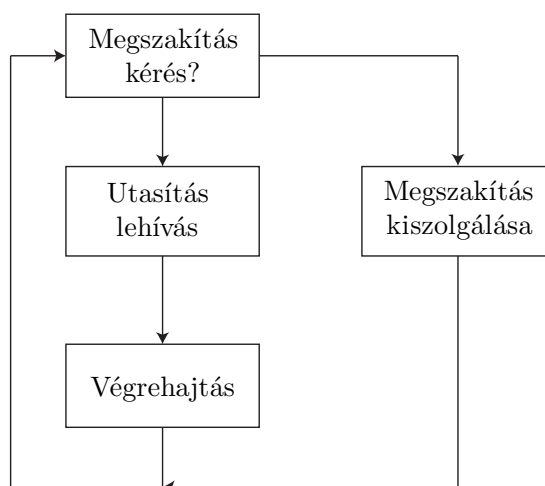 Megszakítás
kérés?
Utasítás
lehívás
Megszakítás
kiszolgálása
Végrehajtás